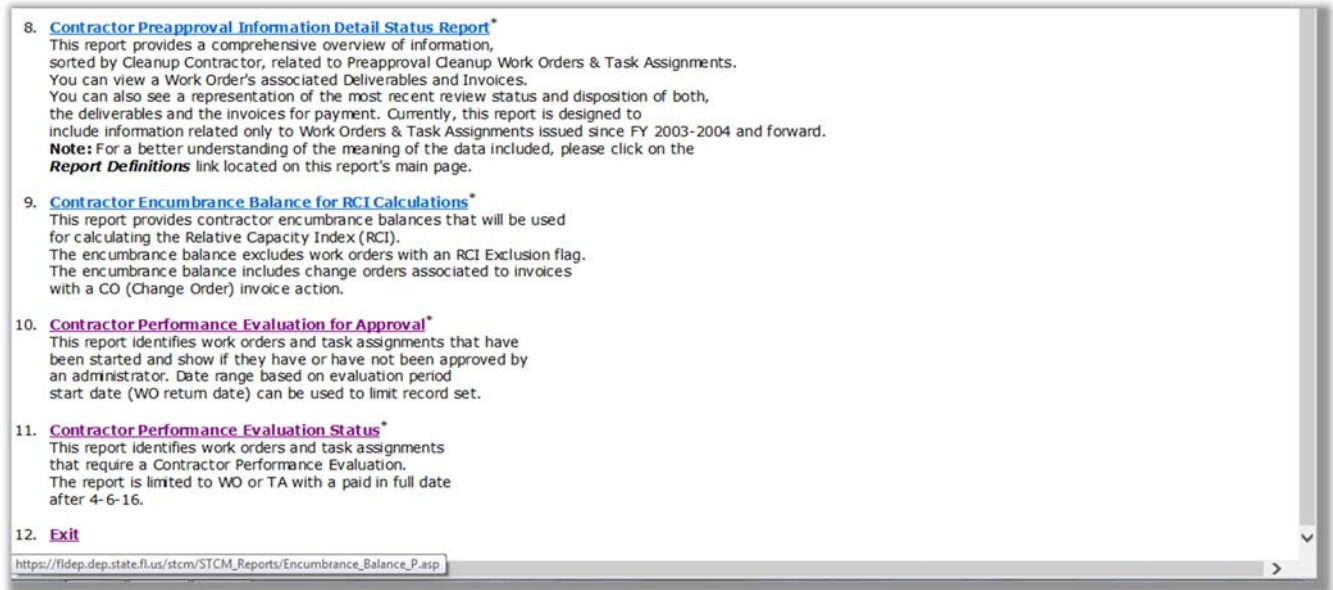 8. Contractor Preapproval Information Detail Status Report*
This report provides a comprehensive overview of information,
sorted by Cleanup Contractor, related to Preapproval Cleanup Work Orders & Task Assignments.
You can view a Work Order's associated Deliverables and Invoices.
You can also see a representation of the most recent review status and disposition of both,
the deliverables and the invoices for payment. Currently, this report is designed to
include information related only to Work Orders & Task Assignments issued since FY 2003-2004 and forward.
Note: For a better understanding of the meaning of the data included, please click on the
Report Definitions link located on this report's main page.
9. Contractor Encumbrance Balance for RCI Calculations*
This report provides contractor encumbrance balances that will be used
for calculating the Relative Capacity Index (RCI).
The encumbrance balance excludes work orders with an RCI Exclusion flag.
The encumbrance balance includes change orders associated to invoices
with a CO (Change Order) invoice action.
10. Contractor Performance Evaluation for Approval*
This report identifies work orders and task assignments that have
been started and show if they have or have not been approved by
an administrator. Date range based on evaluation period
start date (WO return date) can be used to limit record set.
11. Contractor Performance Evaluation Status*
This report identifies work orders and task assignments
that require a Contractor Performance Evaluation.
The report is limited to WO or TA with a paid in full date
after 4-6-16.
12. Exit
https://fldep.dep.state.fl.us/stcm/STCM_Reports/Encumbrance_Balance_P.asp